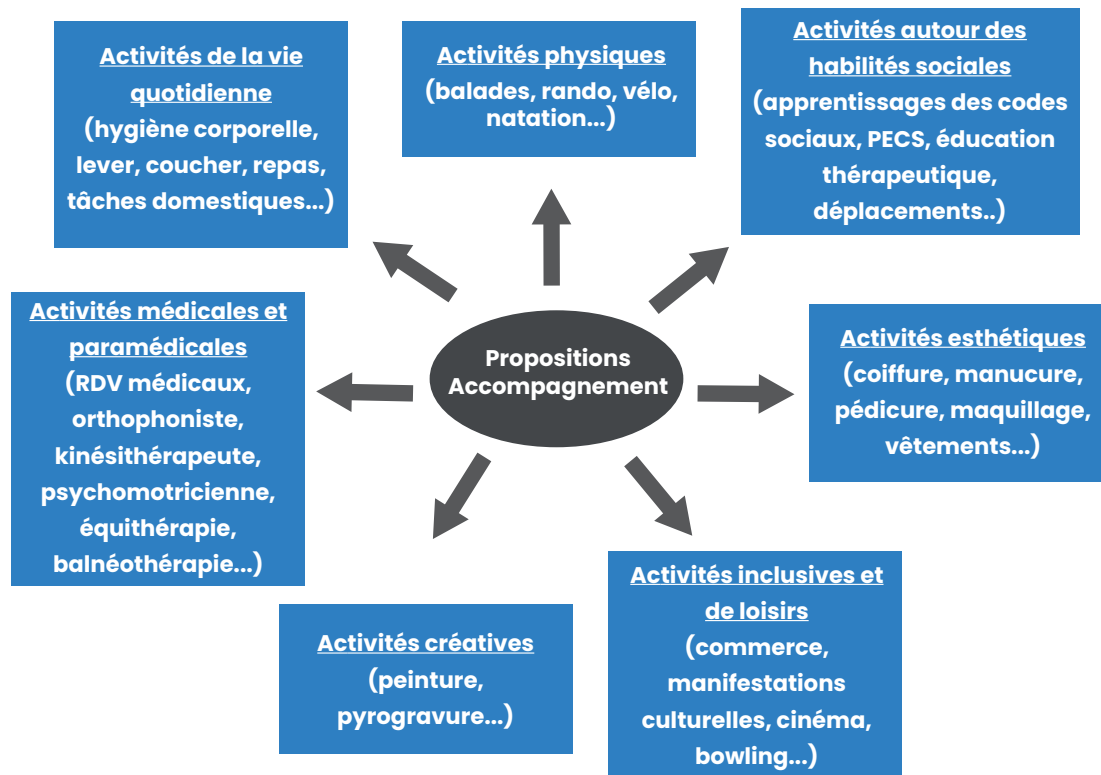 Activités de la vie
quotidienne
(hygiène corporelle,
lever, coucher, repas,
tâches domestiques...)
Activités physiques
(balades, rando, vélo,
natation...)
Activités autour des
habilités sociales
(apprentissages des codes
sociaux, PECS, éducation
thérapeutique,
déplacements..)
Activités médicales et
paramédicales
(RDV médicaux,
orthophoniste,
kinésithérapeute,
psychomotricienne,
équithérapie,
balnéothérapie...)
Propositions
Accompagnement
Activités esthétiques
(coiffure, manucure,
pédicure, maquillage,
vêtements...)
Activités créatives
(peinture,
pyrogravure...)
Activités inclusives et
de loisirs
(commerce,
manifestations
culturelles, cinéma,
bowling...)